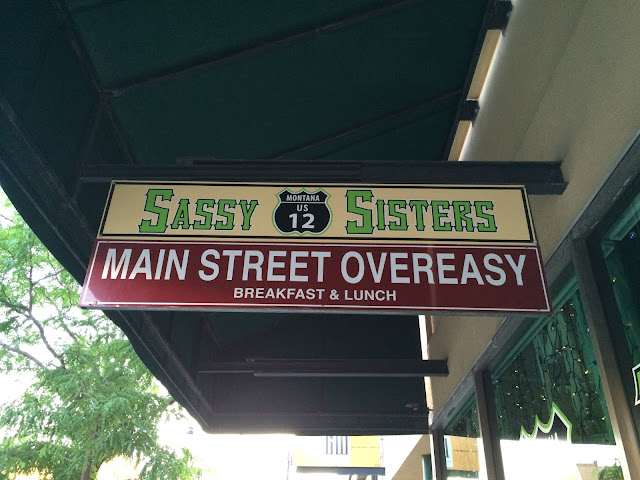 SASSY MONTANA US 12 SISTERS
MAIN STREET OVEREASY
BREAKFAST & LUNCH